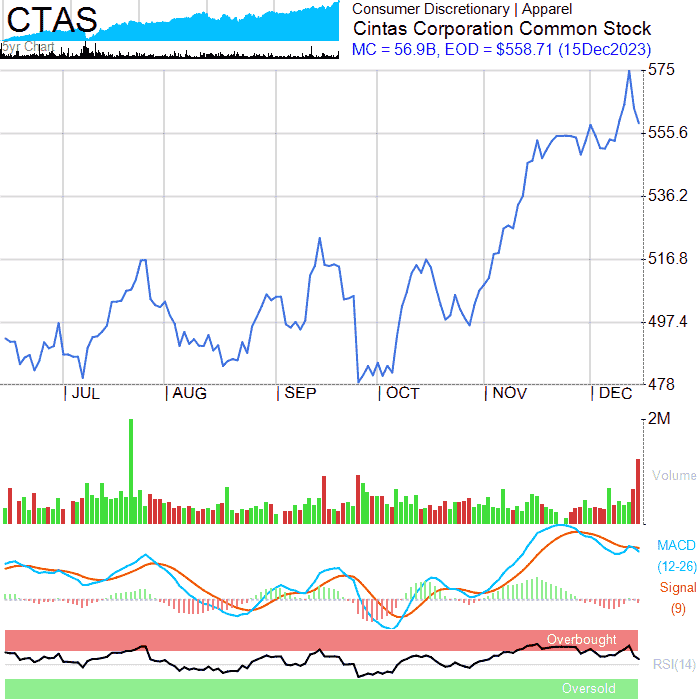 CTAS
5yr Chart
Consumer Discretionary | Apparel
Cintas Corporation Common Stock
MC = 56.9B, EOD = $558.71 (15Dec2023)
575
555.6
536.2
516.8
497.4
478
JUL AUG SEP OCT NOV DEC
2M
Volume
MACD
(12-26)
Signal
(9)
Overbought
RSI(14)
Oversold